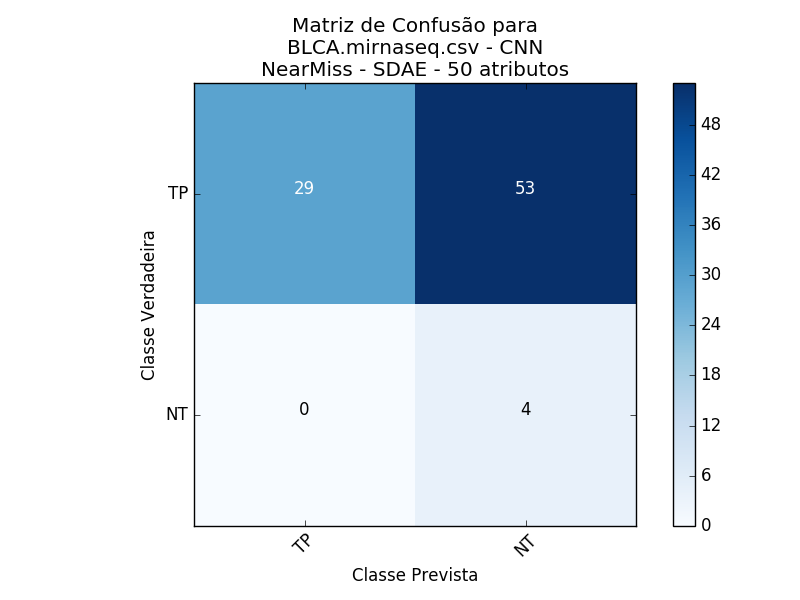 Matriz de Confusão para
BLCA.mirnaseq.csv - CNN
NearMiss - SDAE - 50 atributos
Classe Verdadeira
TP
29
53
NT
0
4
TP
NT
Classe Prevista
48
42
36
30
24
18
12
6
0